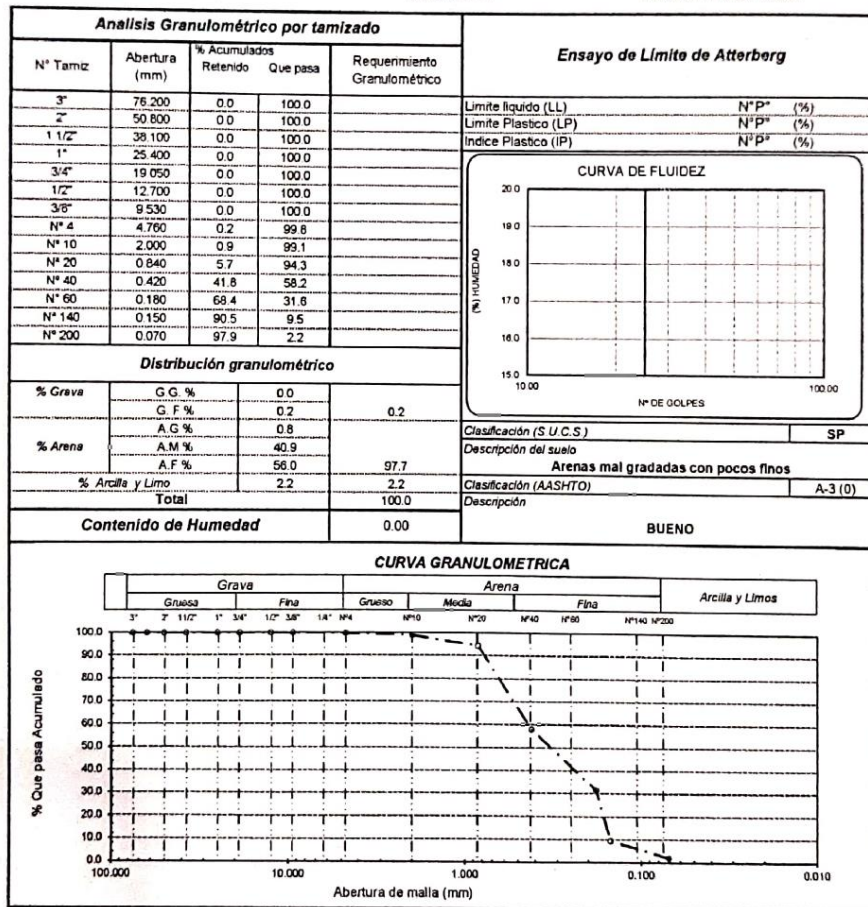 Analisis Granulométrico por tamizado
N° Tamiz Abertura (mm) % Acumulados Retenido Que pasa Requenmiento Granulométrico
3" 76.200 0.0 100.0
2" 50.800 0.0 100.0
1 1/2" 38.100 0.0 100.0
1" 25.400 0.0 100.0
3/4" 19.050 0.0 100.0
1/2" 12.700 0.0 100.0
3/8" 9.530 0.0 100.0
N° 4 4.760 0.2 99.8
N° 10 2.000 0.9 99.1
N° 20 0.840 5.7 94.3
N° 40 0.420 41.8 58.2
N° 60 0.180 68.4 31.6
N° 140 0.150 90.5 9.5
N° 200 0.070 97.9 2.2
Distribución granulométrico
% Grava G.G. % 0.0
G. F % 0.2 0.2
A.G % 0.8
% Arena A.M % 40.9
A.F % 56.0 97.7
% Arcilla y Limo 2.2 2.2
Total 100.0
Contenido de Humedad 0.00
Ensayo de Límite de Atterberg
Limite liquido (LL) N°P° (%)
Limite Plastico (LP) N°P° (%)
Indice Plastico (IP) N°P° (%)
CURVA DE FLUIDEZ
(%) HUMEDAD
20.0
19.0
18.0
17.0
16.0
15.0
10.00 100.00
N° DE GOLPES
Clasificación (S.U.C.S.) SP
Descripción del suelo
Arenas mal gradadas con pocos finos
Clasificación (AASHTO) A-3 (0)
Descripción
BUENO
CURVA GRANULOMETRICA
Grava Arena Arcilla y Limos
Gruesa Fina Grueso Media Fina
3" 2" 11/2" 1" 3/4" 1/2" 3/8" 1/4" N°4 N°10 N°20 N°40 N°60 N°140 N°200
% Que pasa Acumulado
100.0
90.0
80.0
70.0
60.0
50.0
40.0
30.0
20.0
10.0
0.0
100.000 10.000 1.000 0.100 0.010
Abertura de malla (mm)